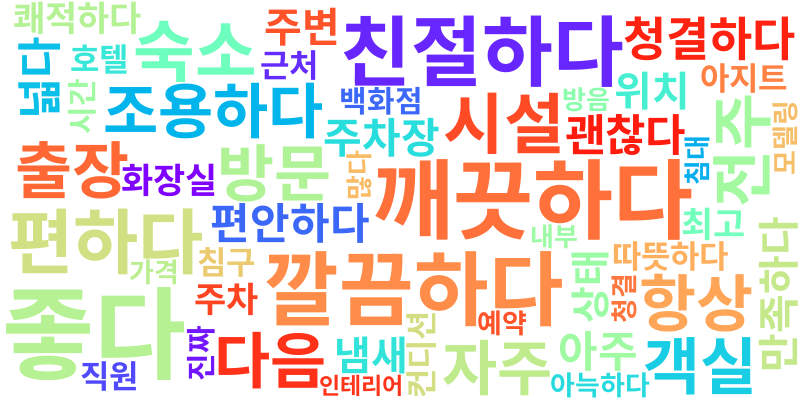 쾌적하다
숙소
주변
친절하다
청결하다
넓다
호텔
근처
아지트
시간
조용하다
백화점
방음
위치
주차장
시설
괜찮다
전주
모델링
출장
화장실
방문
많다
깨끗하다
침대
편하다
편안하다
최고
내부
가격
침구
따뜻하다
만족하다
좋다
주차
깔끔하다
상태
청결
항상
예약
진짜
다음
냄새
컨디션
자주
아주
객실
직원
인테리어
아늑하다